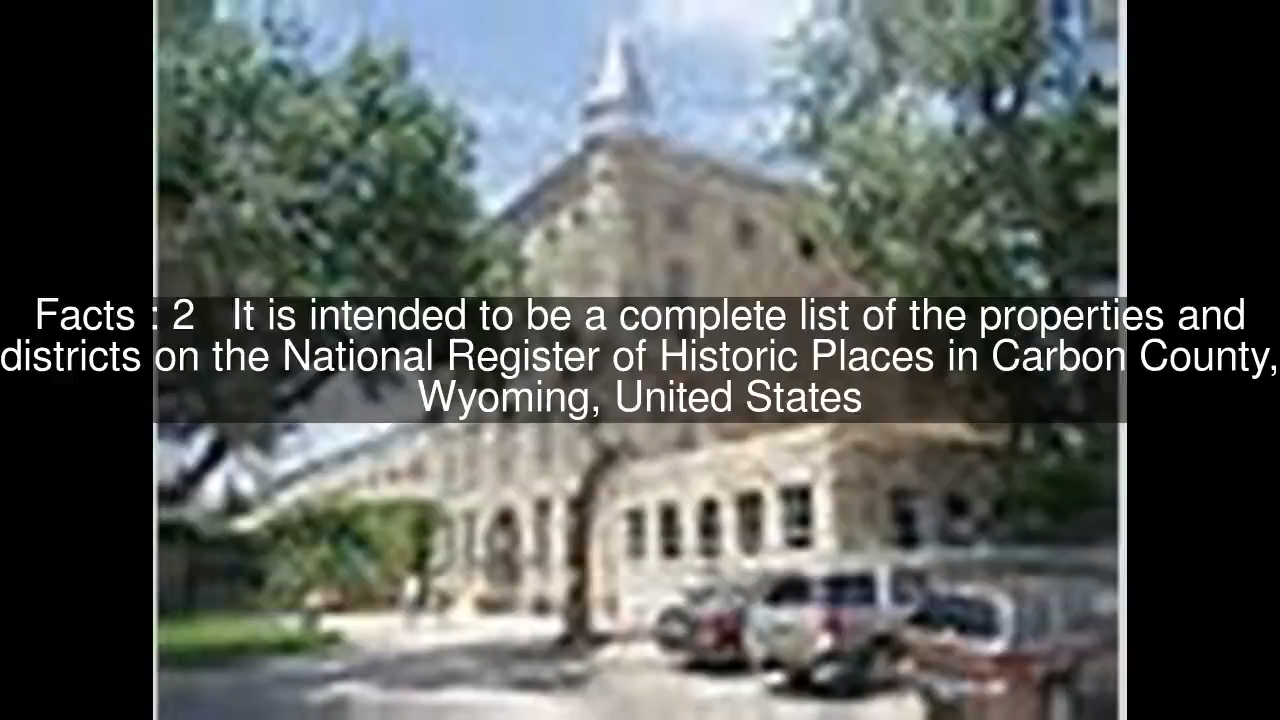 Facts : 2   It is intended to be a complete list of the properties and
districts on the National Register of Historic Places in Carbon County,
Wyoming, United States